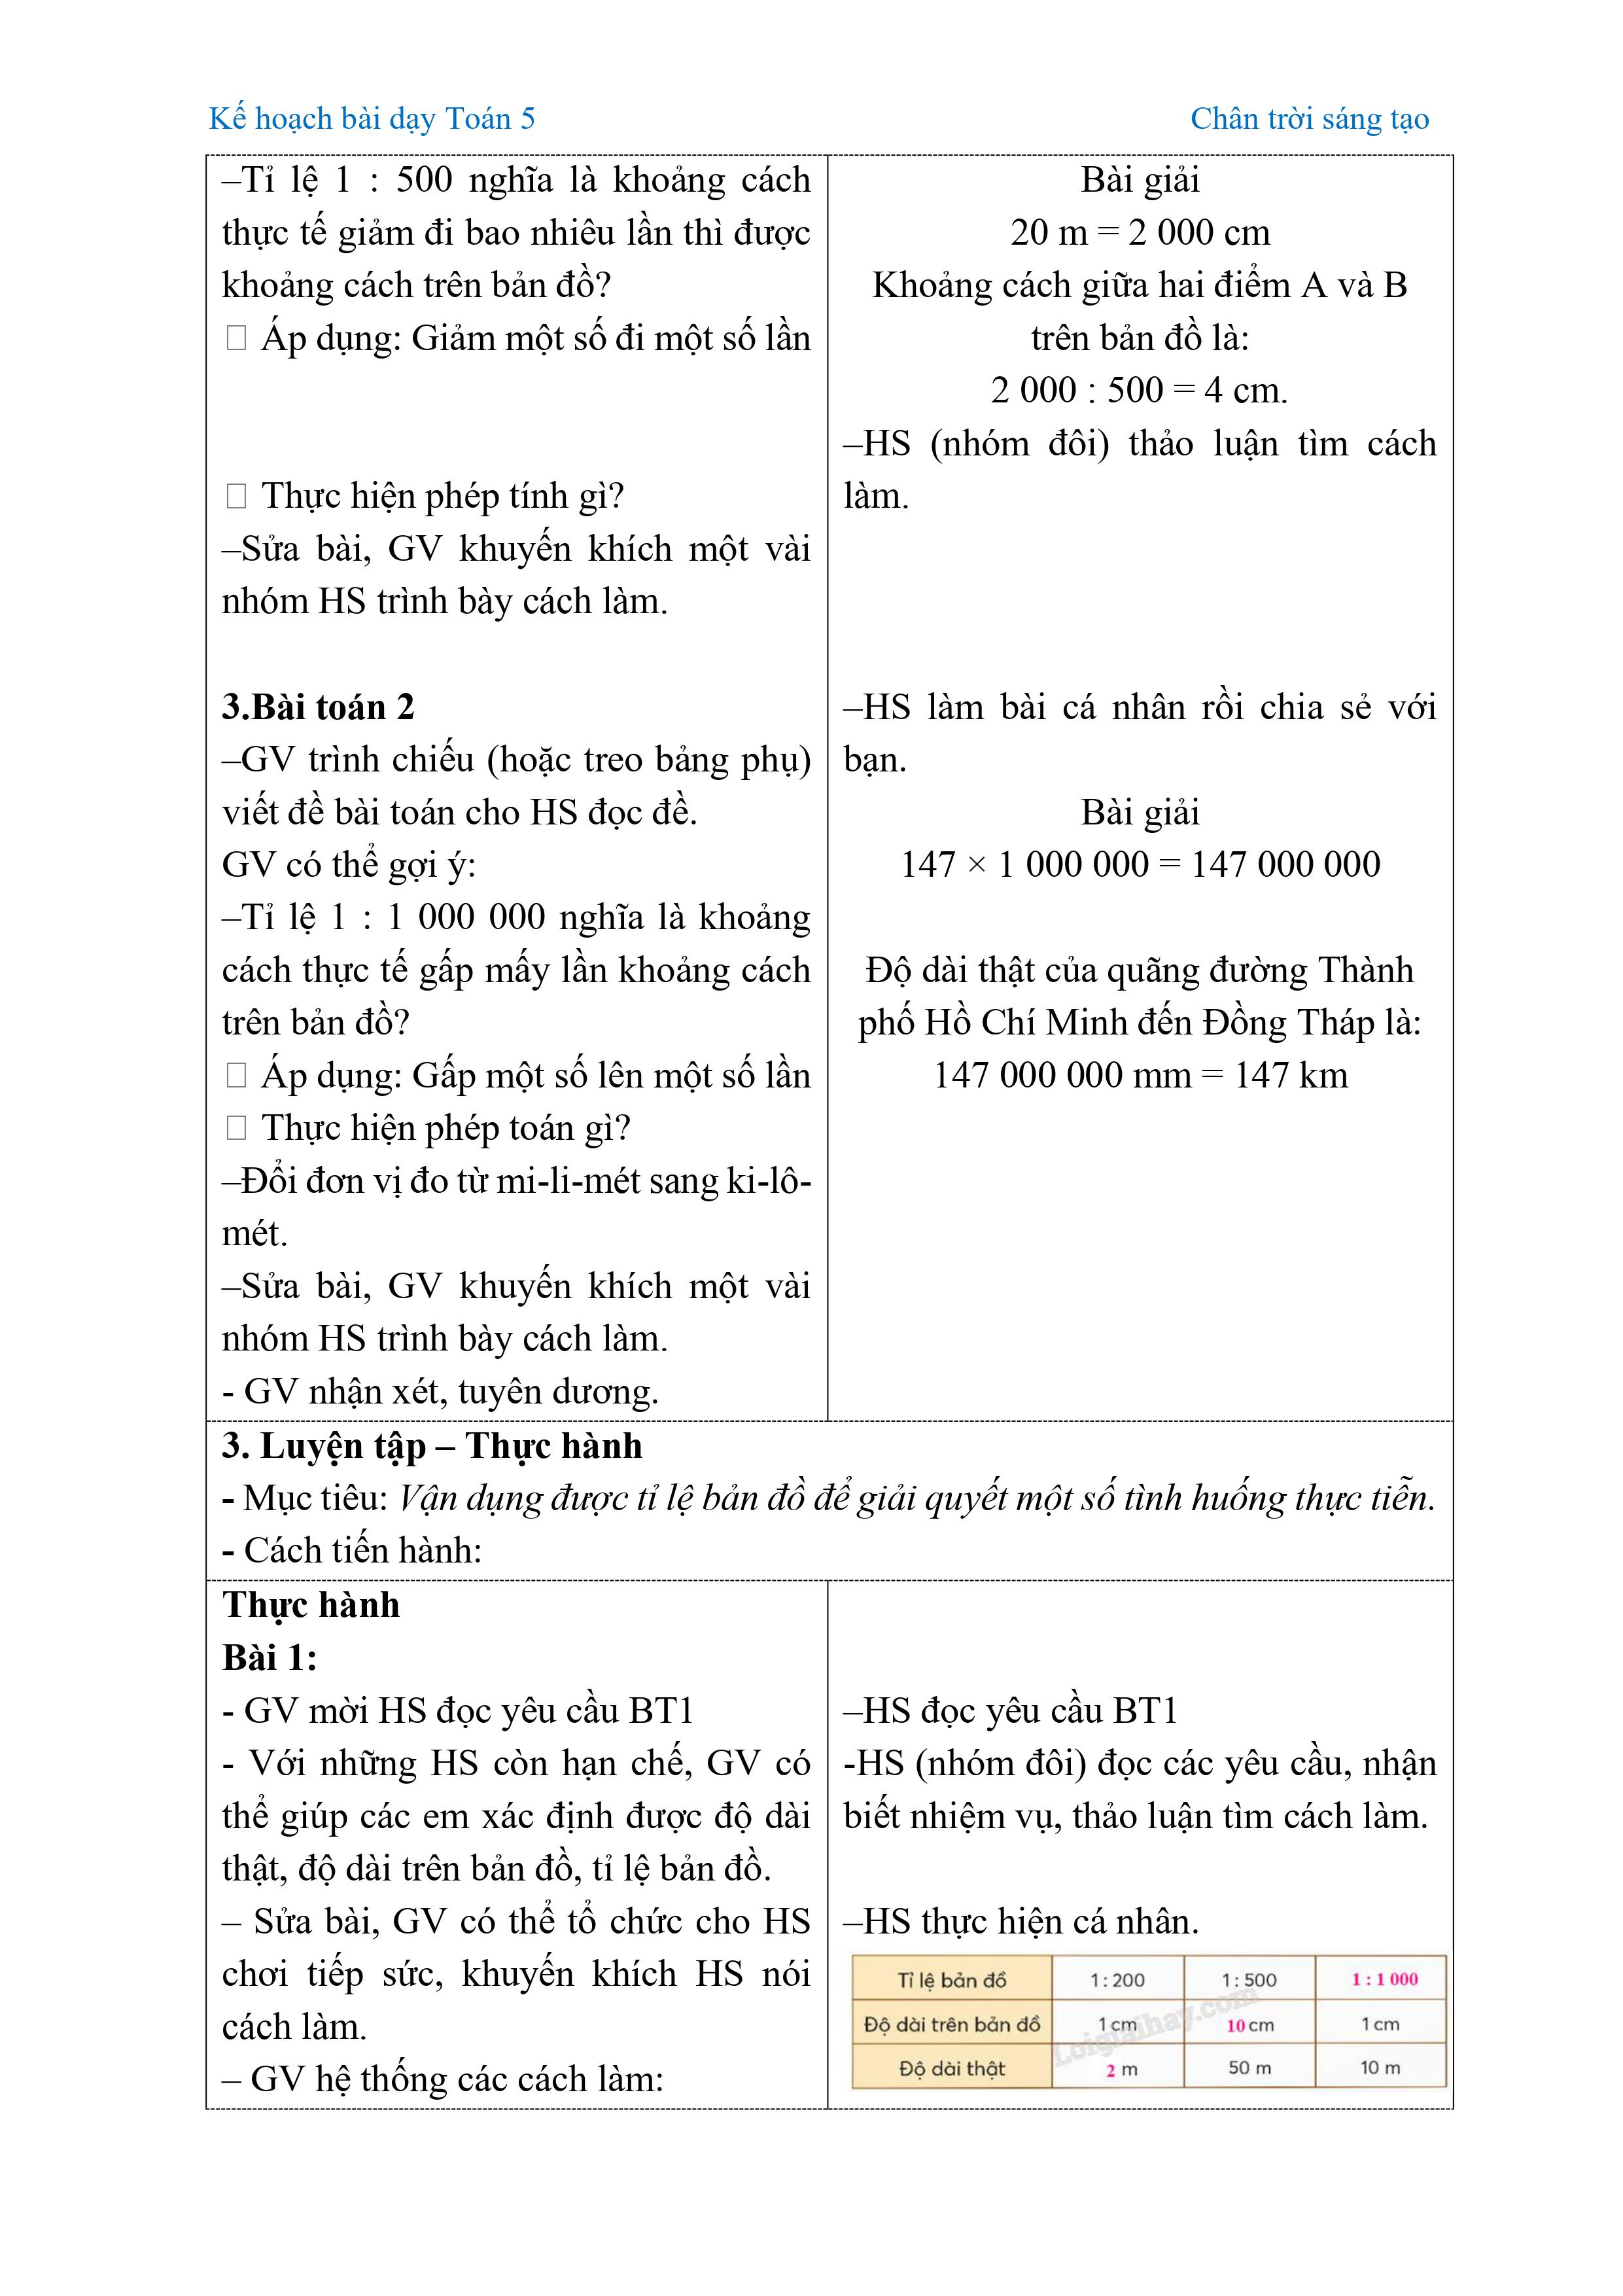 Kế hoạch bài dạy Toán 5
Chân trời sáng tạo
–Tỉ lệ 1 : 500 nghĩa là khoảng cách
thực tế giảm đi bao nhiêu lần thì được
khoảng cách trên bản đồ?
Áp dụng: Giảm một số đi một số lần
Thực hiện phép tính gì?
–Sửa bài, GV khuyến khích một vài
nhóm HS trình bày cách làm.
3.Bài toán 2
–GV trình chiếu (hoặc treo bảng phụ)
viết đề bài toán cho HS đọc đề.
GV có thể gợi ý:
–Tỉ lệ 1 : 1 000 000 nghĩa là khoảng
cách thực tế gấp mấy lần khoảng cách
trên bản đồ?
Áp dụng: Gấp một số lên một số lần
Thực hiện phép toán gì?
–Đổi đơn vị đo từ mi-li-mét sang ki-lô-
mét.
–Sửa bài, GV khuyến khích một vài
nhóm HS trình bày cách làm.
- GV nhận xét, tuyên dương.
Bài giải
20 m = 2 000 cm
Khoảng cách giữa hai điểm A và B
trên bản đồ là:
2 000 : 500 = 4 cm.
–HS (nhóm đôi) thảo luận tìm cách
làm.
–HS làm bài cá nhân rồi chia sẻ với
bạn.
Bài giải
147 × 1 000 000 = 147 000 000
Độ dài thật của quãng đường Thành
phố Hồ Chí Minh đến Đồng Tháp là:
147 000 000 mm = 147 km
3. Luyện tập – Thực hành
- Mục tiêu: Vận dụng được tỉ lệ bản đồ để giải quyết một số tình huống thực tiễn.
- Cách tiến hành:
Thực hành
Bài 1:
- GV mời HS đọc yêu cầu BT1
- Với những HS còn hạn chế, GV có
thể giúp các em xác định được độ dài
thật, độ dài trên bản đồ, tỉ lệ bản đồ.
– Sửa bài, GV có thể tổ chức cho HS
chơi tiếp sức, khuyến khích HS nói
cách làm.
– GV hệ thống các cách làm:
–HS đọc yêu cầu BT1
-HS (nhóm đôi) đọc các yêu cầu, nhận
biết nhiệm vụ, thảo luận tìm cách làm.
–HS thực hiện cá nhân.
Tỉ lệ bản đồ 1 : 200 1 : 500 1 : 1 000
Độ dài trên bản đồ 1 cm 10 cm 1 cm
Độ dài thật 2 m 50 m 10 m
Loigiaihay.com